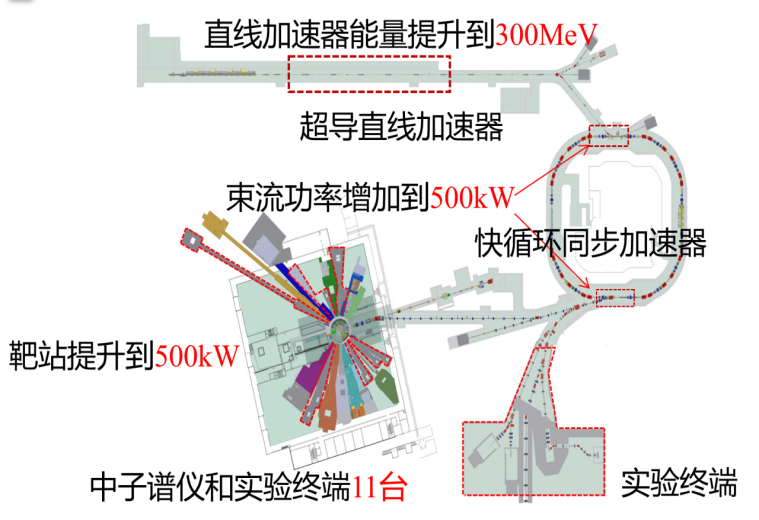 直线加速器能量提升到300MeV
超导直线加速器
束流功率增加到500kW
快循环同步加速器
靶站提升到500kW
中子谱仪和实验终端11台
实验终端